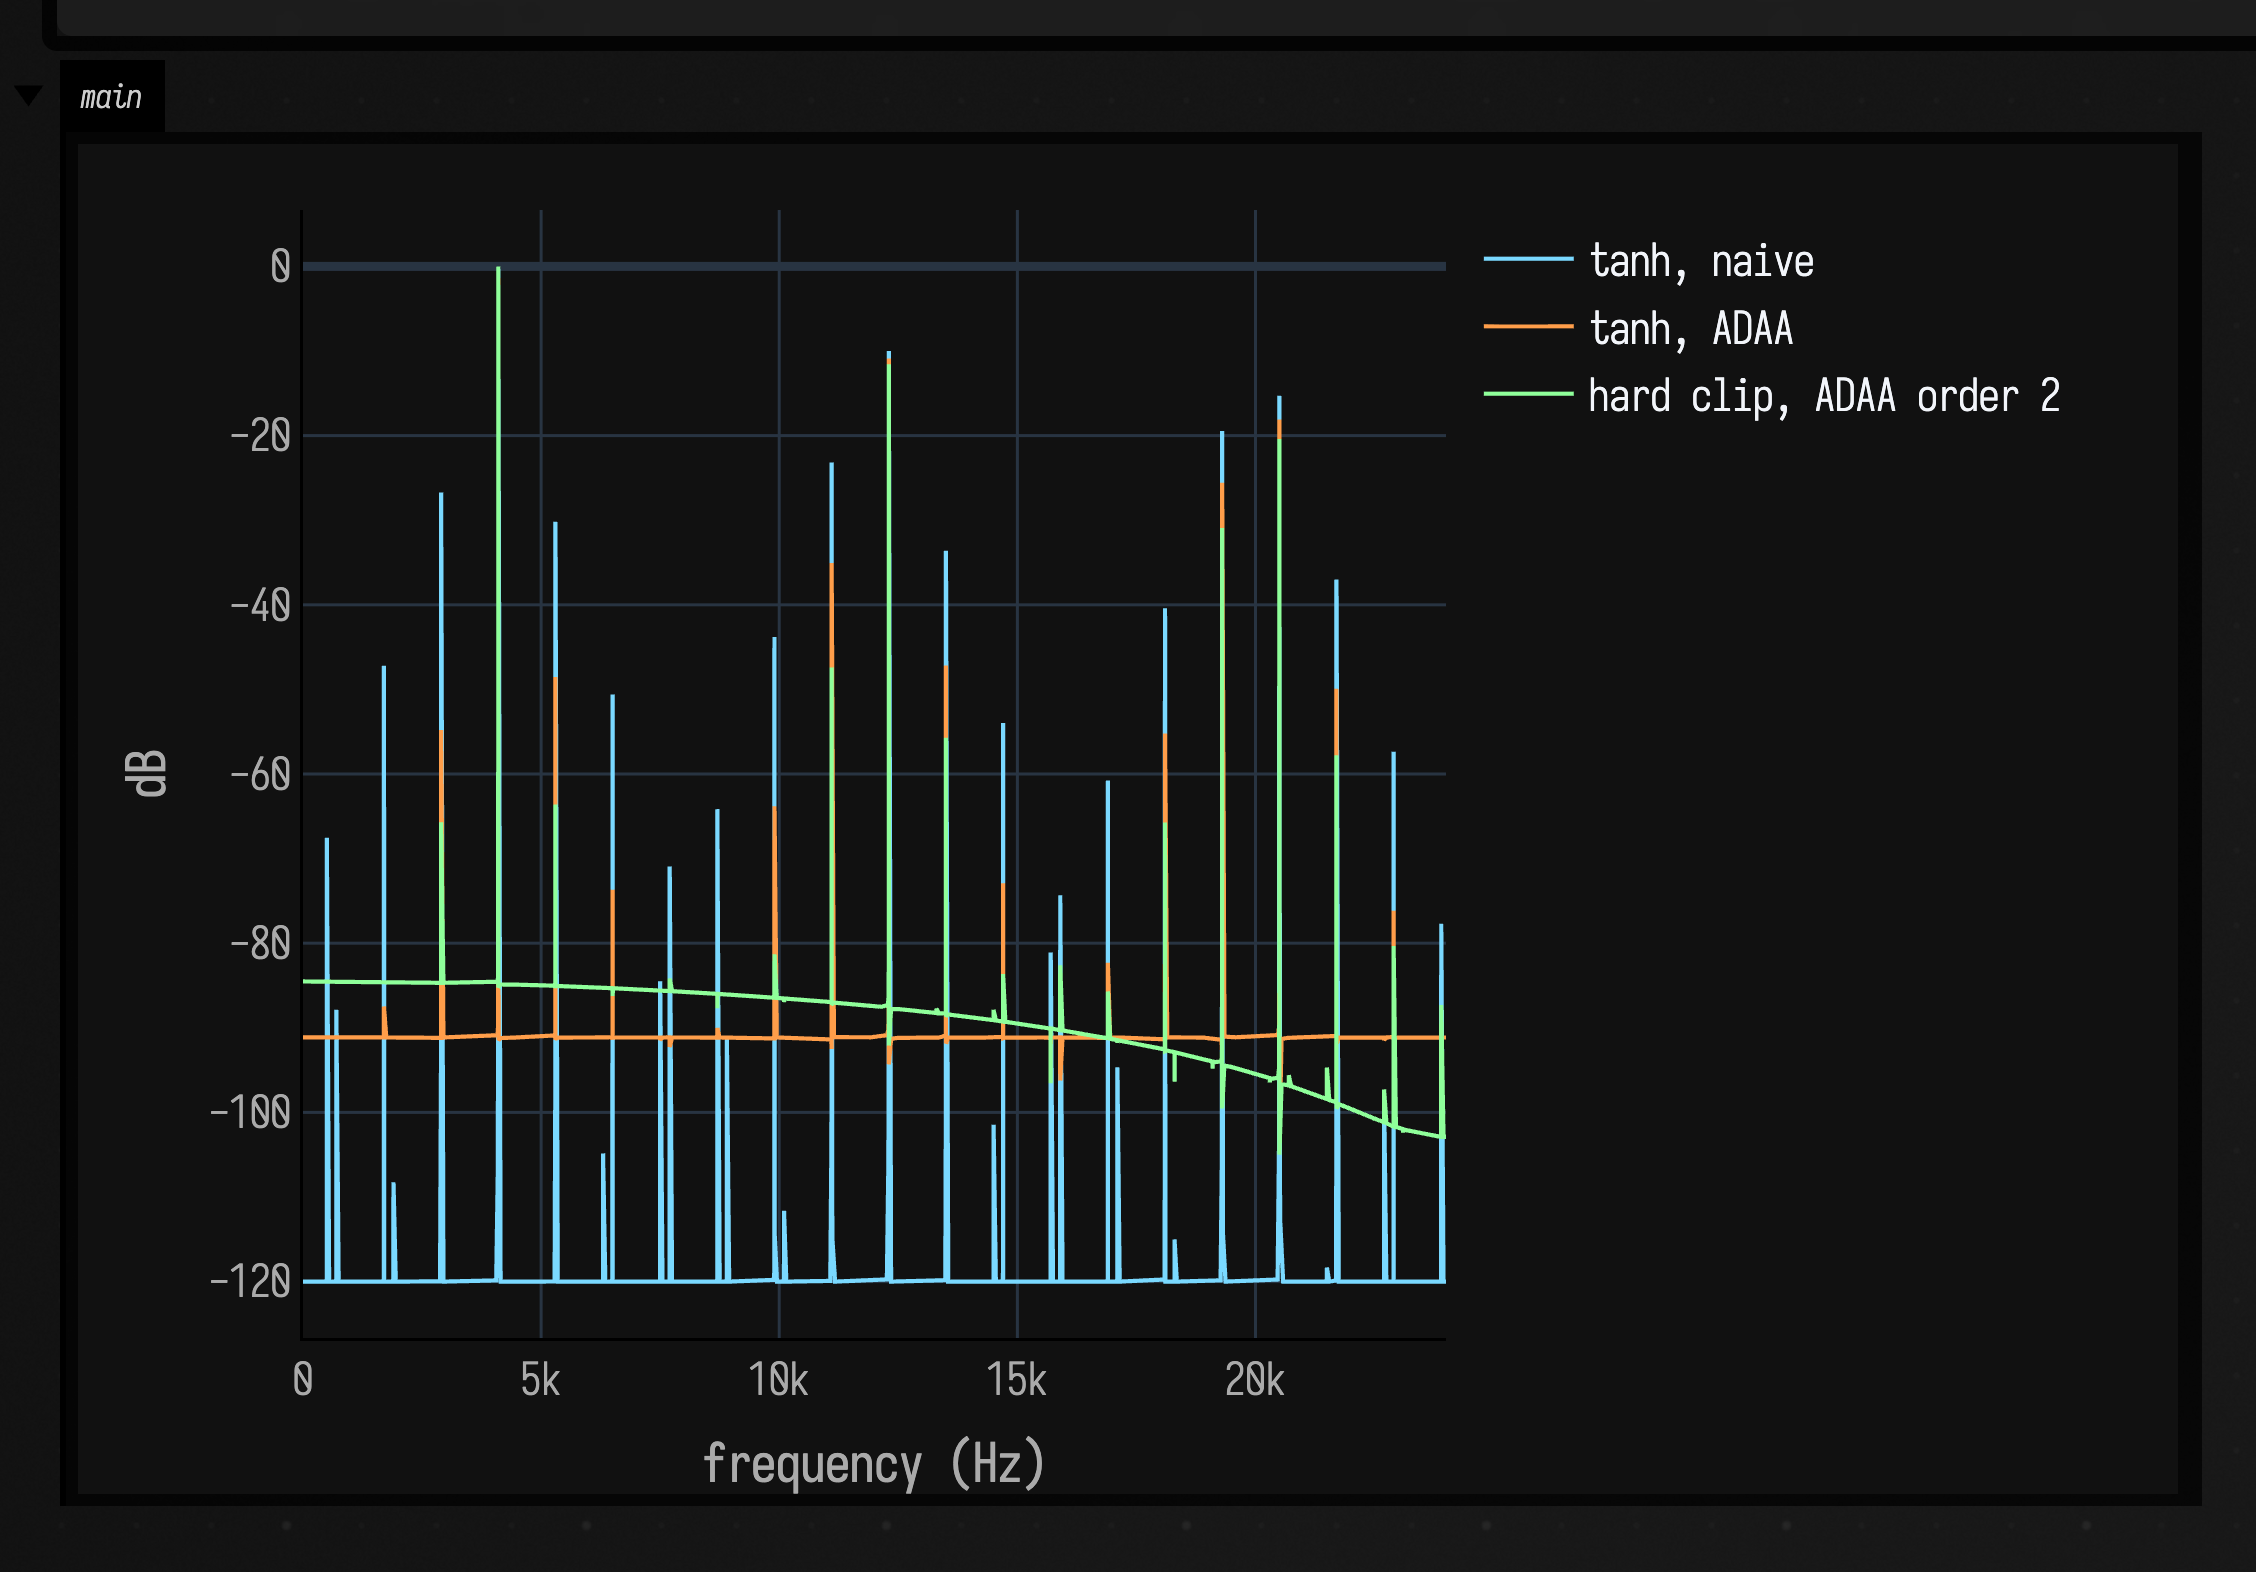 main
0
-20
-40
-60
-80
-100
-120
dB
0 5k 10k 15k 20k
frequency (Hz)
tanh, naive
tanh, ADAA
hard clip, ADAA order 2